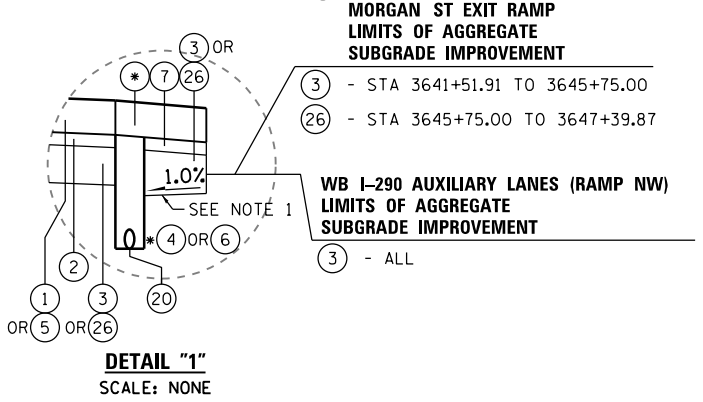 MORGAN ST EXIT RAMP
LIMITS OF AGGREGATE
SUBGRADE IMPROVEMENT
3 - STA 3641+51.91 TO 3645+75.00
26 - STA 3645+75.00 TO 3647+39.87
WB I-290 AUXILIARY LANES (RAMP NW)
LIMITS OF AGGREGATE
SUBGRADE IMPROVEMENT
3 - ALL
3 OR
* 7 26
1.0%
SEE NOTE 1
* 4 OR 6
2
20
1 3
OR 5 OR 26
DETAIL "1"
SCALE: NONE